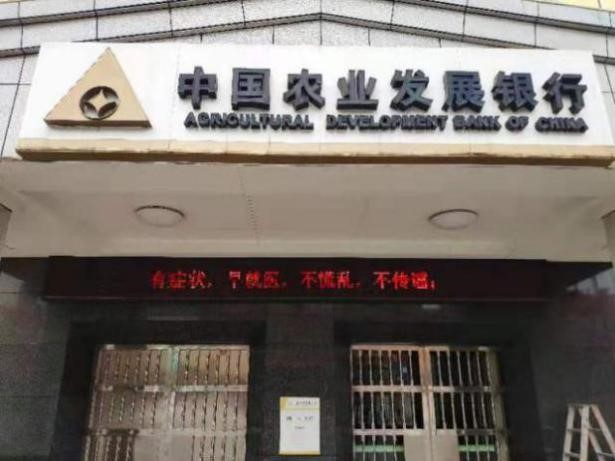 中国农业发展银行
AGRICULTURAL DEVELOPMENT BANK OF CHINA
有症状，早就医，不慌乱，不传谣；